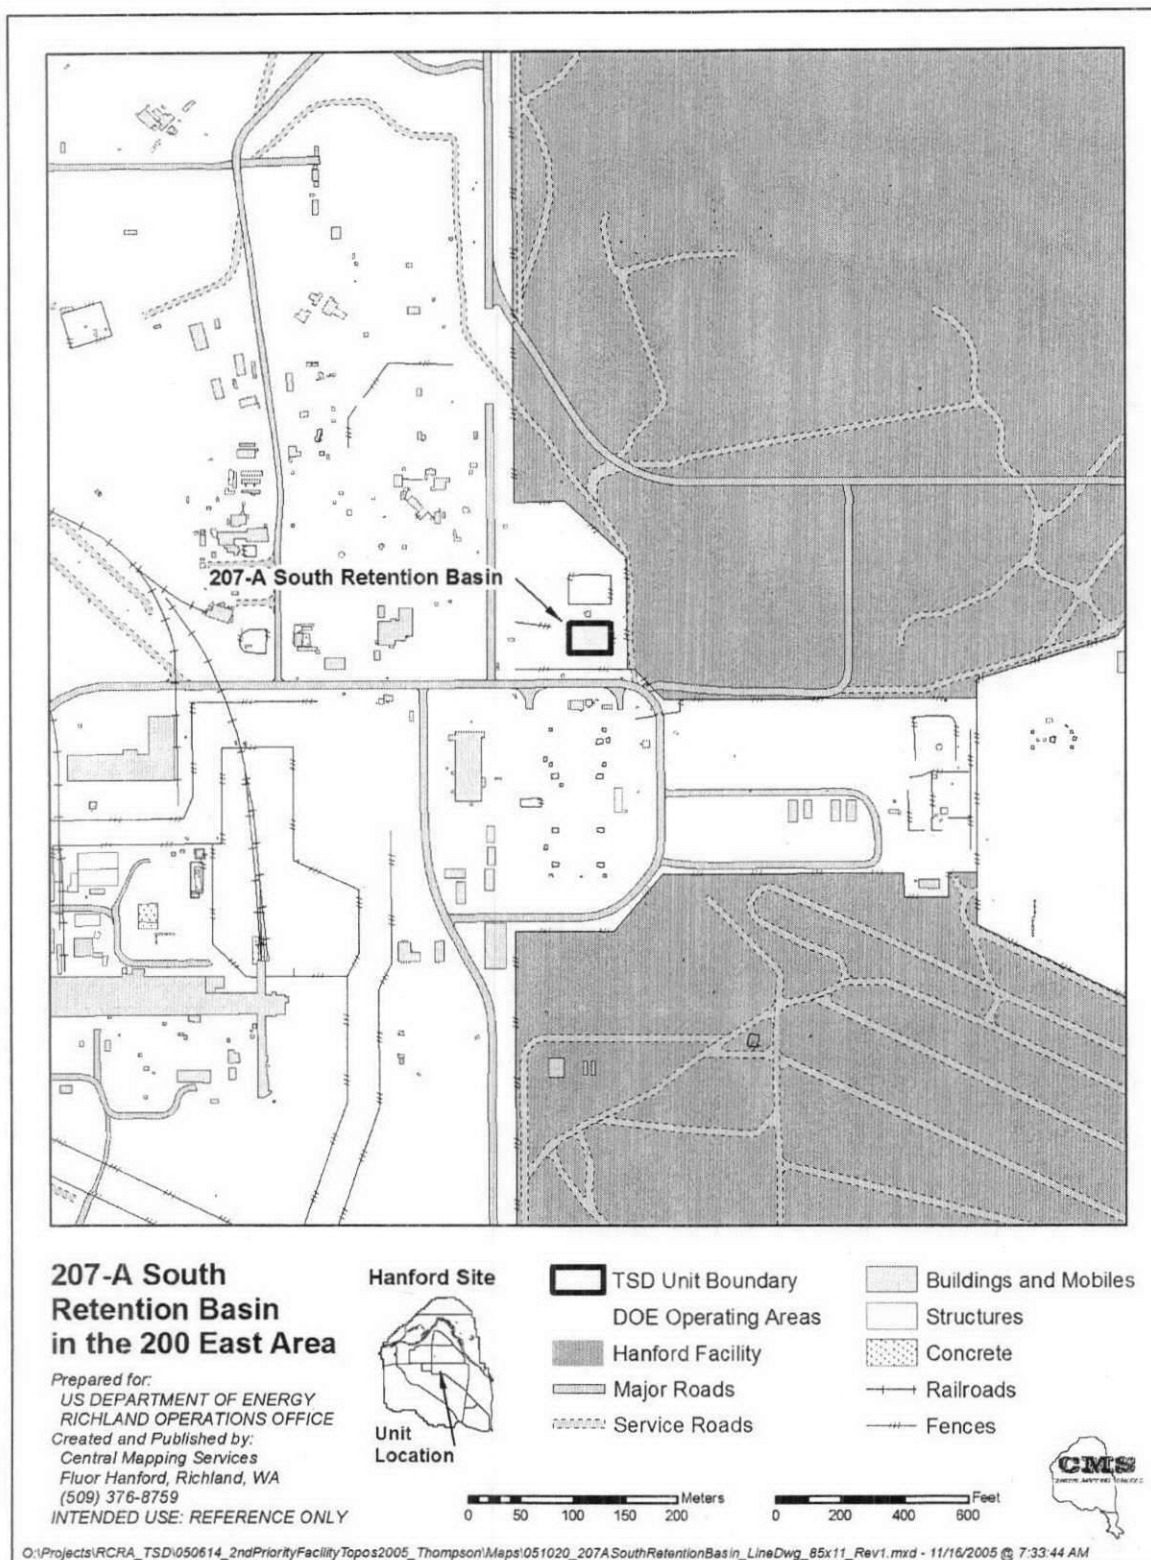 207-A South Retention Basin
207-A South
Retention Basin
in the 200 East Area
Prepared for:
US DEPARTMENT OF ENERGY
RICHLAND OPERATIONS OFFICE
Created and Published by:
Central Mapping Services
Fluor Hanford, Richland, WA
(509) 376-8759
INTENDED USE: REFERENCE ONLY
Hanford Site
Unit
Location
TSD Unit Boundary
DOE Operating Areas
Hanford Facility
Major Roads
Service Roads
Buildings and Mobiles
Structures
Concrete
Railroads
Fences
Meters
0 50 100 150 200
Feet
0 200 400 600
CMS
CENTRAL MAPPING SERVICES
O:\Projects\RCRA_TSD\050614_2ndPriorityFacilityTopos2005_Thompson\Maps\051020_207ASouthRetentionBasin_LineDwg_85x11_Rev1.mxd - 11/16/2005 @ 7:33:44 AM